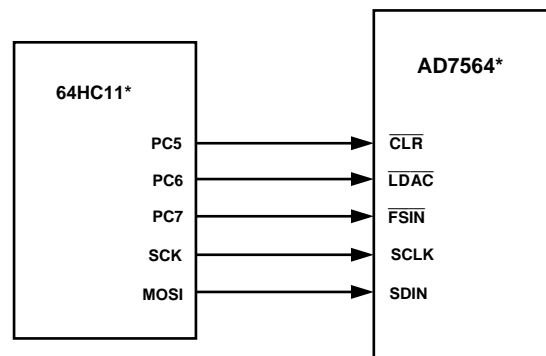 64HC11*
PC5
PC6
PC7
SCK
MOSI
AD7564*
CLR
LDAC
FSIN
SCLK
SDIN